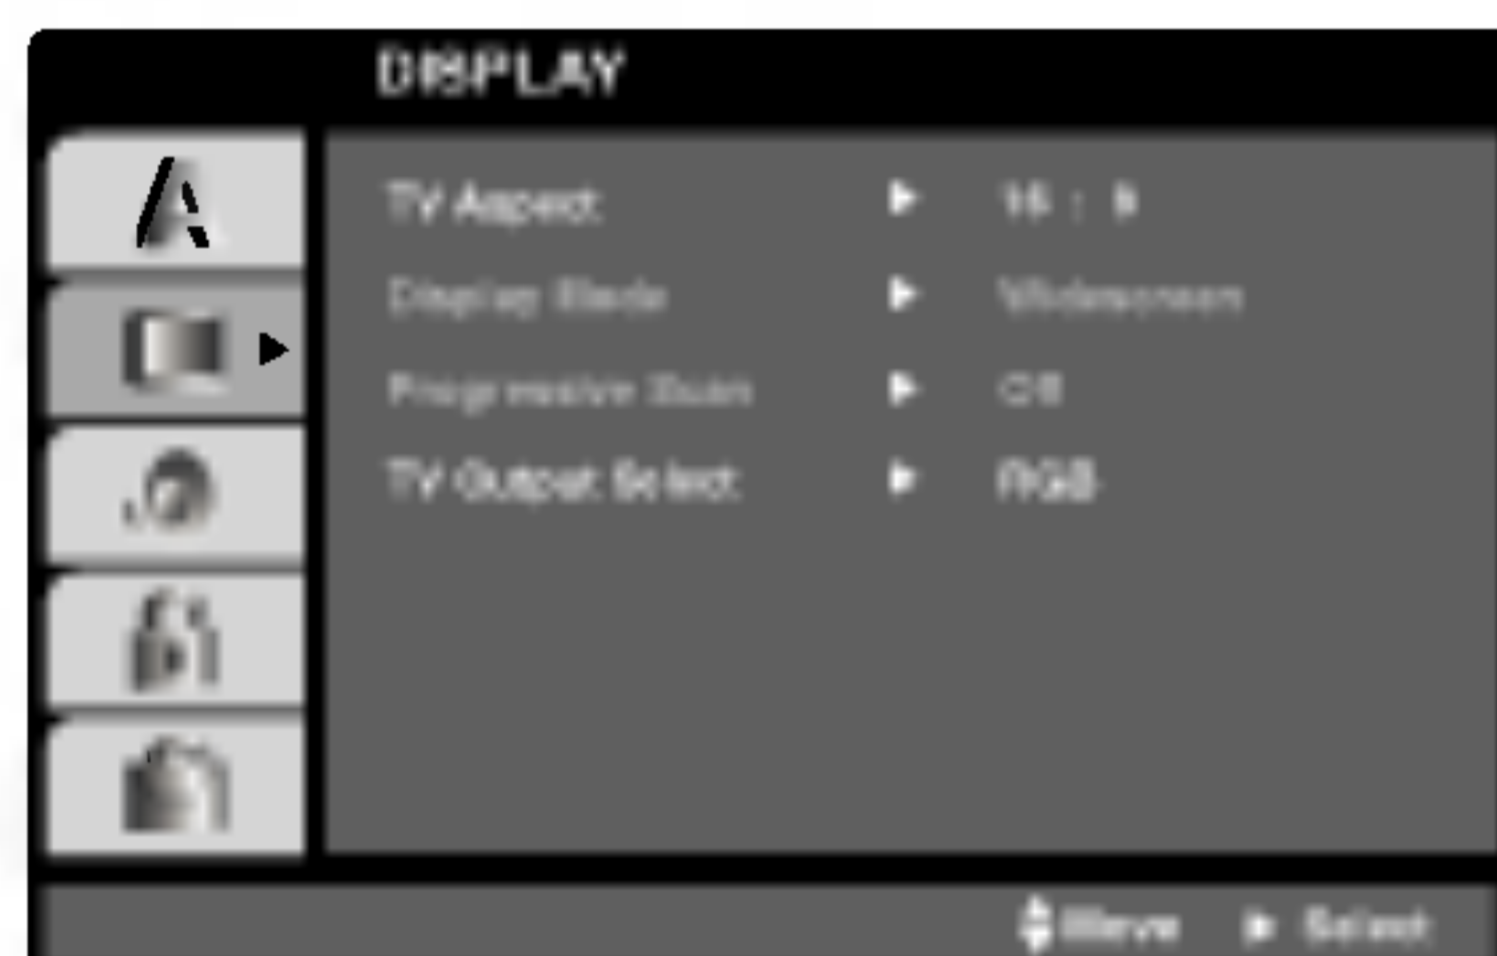 DISPLAY
TV Aspect 16 : 9
Display Mode Widescreen
Progressive Scan Off
TV Output Select RGB
Move Select